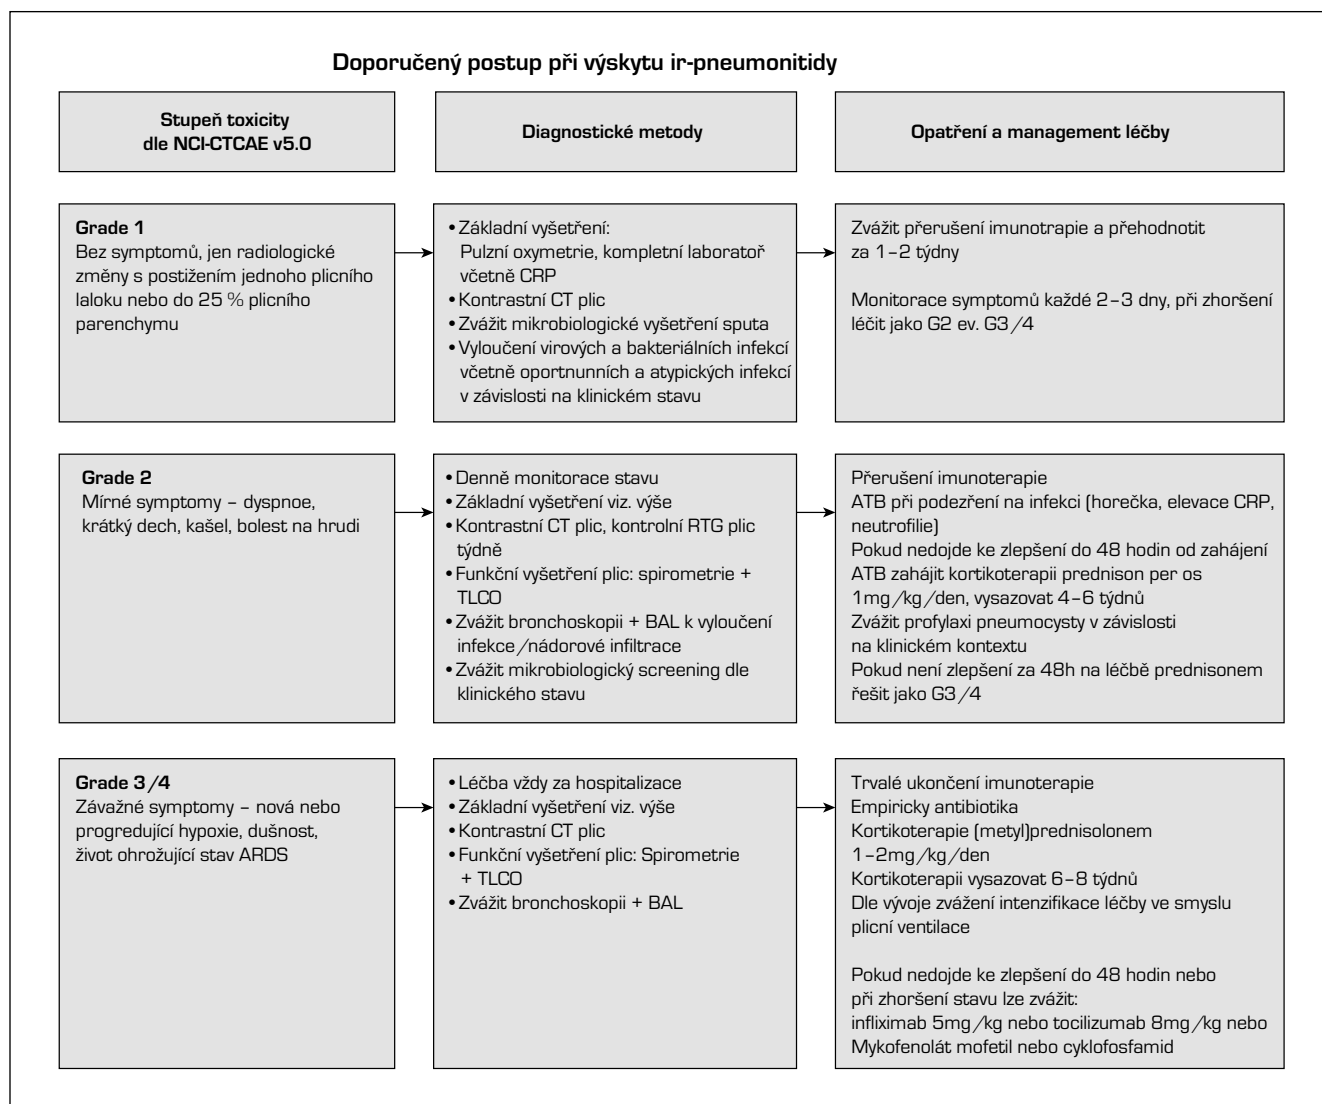 Doporučený postup při výskytu ir-pneumonitidy
Stupeň toxicity
dle NCI-CTCAE v5.0
Diagnostické metody
Opatření a management léčby
Grade 1
Bez symptomů, jen radiologické
změny s postižením jednoho plicního
laloku nebo do 25 % plicního
parenchymu
• Základní vyšetření:
Pulzní oxymetrie, kompletní laboratoř
včetně CRP
• Kontrastní CT plic
• Zvážit mikrobiologické vyšetření sputa
• Vyloučení virových a bakteriálních infekcí
včetně oportnunních a atypických infekcí
v závislosti na klinickém stavu
Zvážit přerušení imunotrapie a přehodnotit
za 1–2 týdny
Monitorace symptomů každé 2–3 dny, při zhoršení
léčit jako G2 ev. G3/4
Grade 2
Mírné symptomy – dyspnoe,
krátký dech, kašel, bolest na hrudi
• Denně monitorace stavu
• Základní vyšetření viz. výše
• Kontrastní CT plic, kontrolní RTG plic
týdně
• Funkční vyšetření plic: spirometrie +
TLCO
• Zvážit bronchoskopii + BAL k vyloučení
infekce/nádorové infiltrace
• Zvážit mikrobiologický screening dle
klinického stavu
Přerušení imunoterapie
ATB při podezření na infekci (horečka, elevace CRP,
neutrofilie)
Pokud nedojde ke zlepšení do 48 hodin od zahájení
ATB zahájit kortikoterapii prednison per os
1mg/kg/den, vysazovat 4–6 týdnů
Zvážit profylaxi pneumocysty v závislosti
na klinickém kontextu
Pokud není zlepšení za 48h na léčbě prednisonem
řešit jako G3/4
Grade 3/4
Závažné symptomy – nová nebo
progredující hypoxie, dušnost,
život ohrožující stav ARDS
• Léčba vždy za hospitalizace
• Základní vyšetření viz. výše
• Kontrastní CT plic
• Funkční vyšetření plic: Spirometrie
+ TLCO
• Zvážit bronchoskopii + BAL
Trvalé ukončení imunoterapie
Empiricky antibiotika
Kortikoterapie (metyl)prednisolonem
1–2mg/kg/den
Kortikoterapii vysazovat 6–8 týdnů
Dle vývoje zvážení intenzifikace léčby ve smyslu
plicní ventilace
Pokud nedojde ke zlepšení do 48 hodin nebo
při zhoršení stavu lze zvážit:
infliximab 5mg/kg nebo tocilizumab 8mg/kg nebo
Mykofenolát mofetil nebo cyklofosfamid